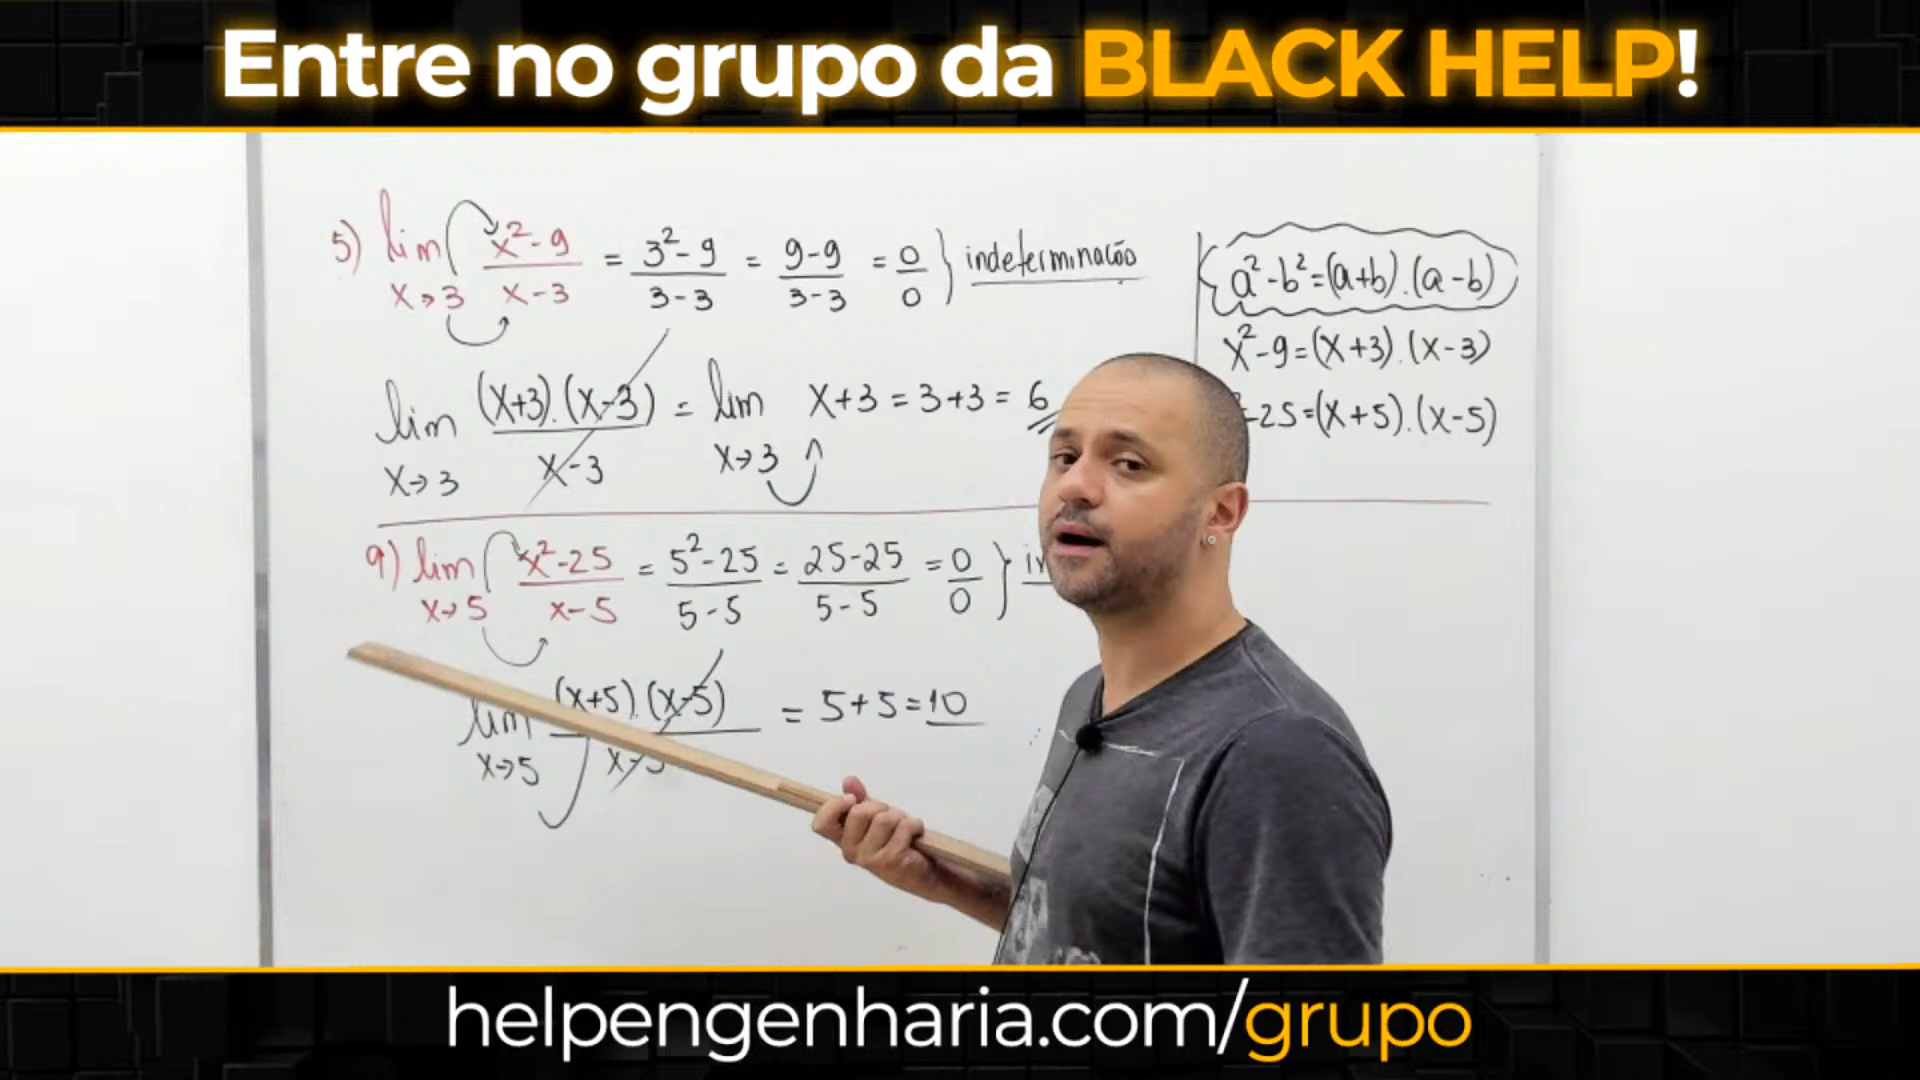 Entre no grupo da BLACK HELP!
5) lim x→3 x²-9 / x-3 = 3²-9 / 3-3 = 9-9 / 3-3 = 0/0 } indeterminação
lim x→3 (x+3).(x-3) / x-3 = lim x→3 x+3 = 3+3 = 6
a²-b²=(a+b).(a-b)
x²-9=(x+3).(x-3)
-25=(x+5).(x-5)
9) lim x→5 x²-25 / x-5 = 5²-25 / 5-5 = 25-25 / 5-5 = 0/0 }
lim x→5 (x+5).(x-5) / x-5 = 5+5=10
helpengenharia.com/grupo